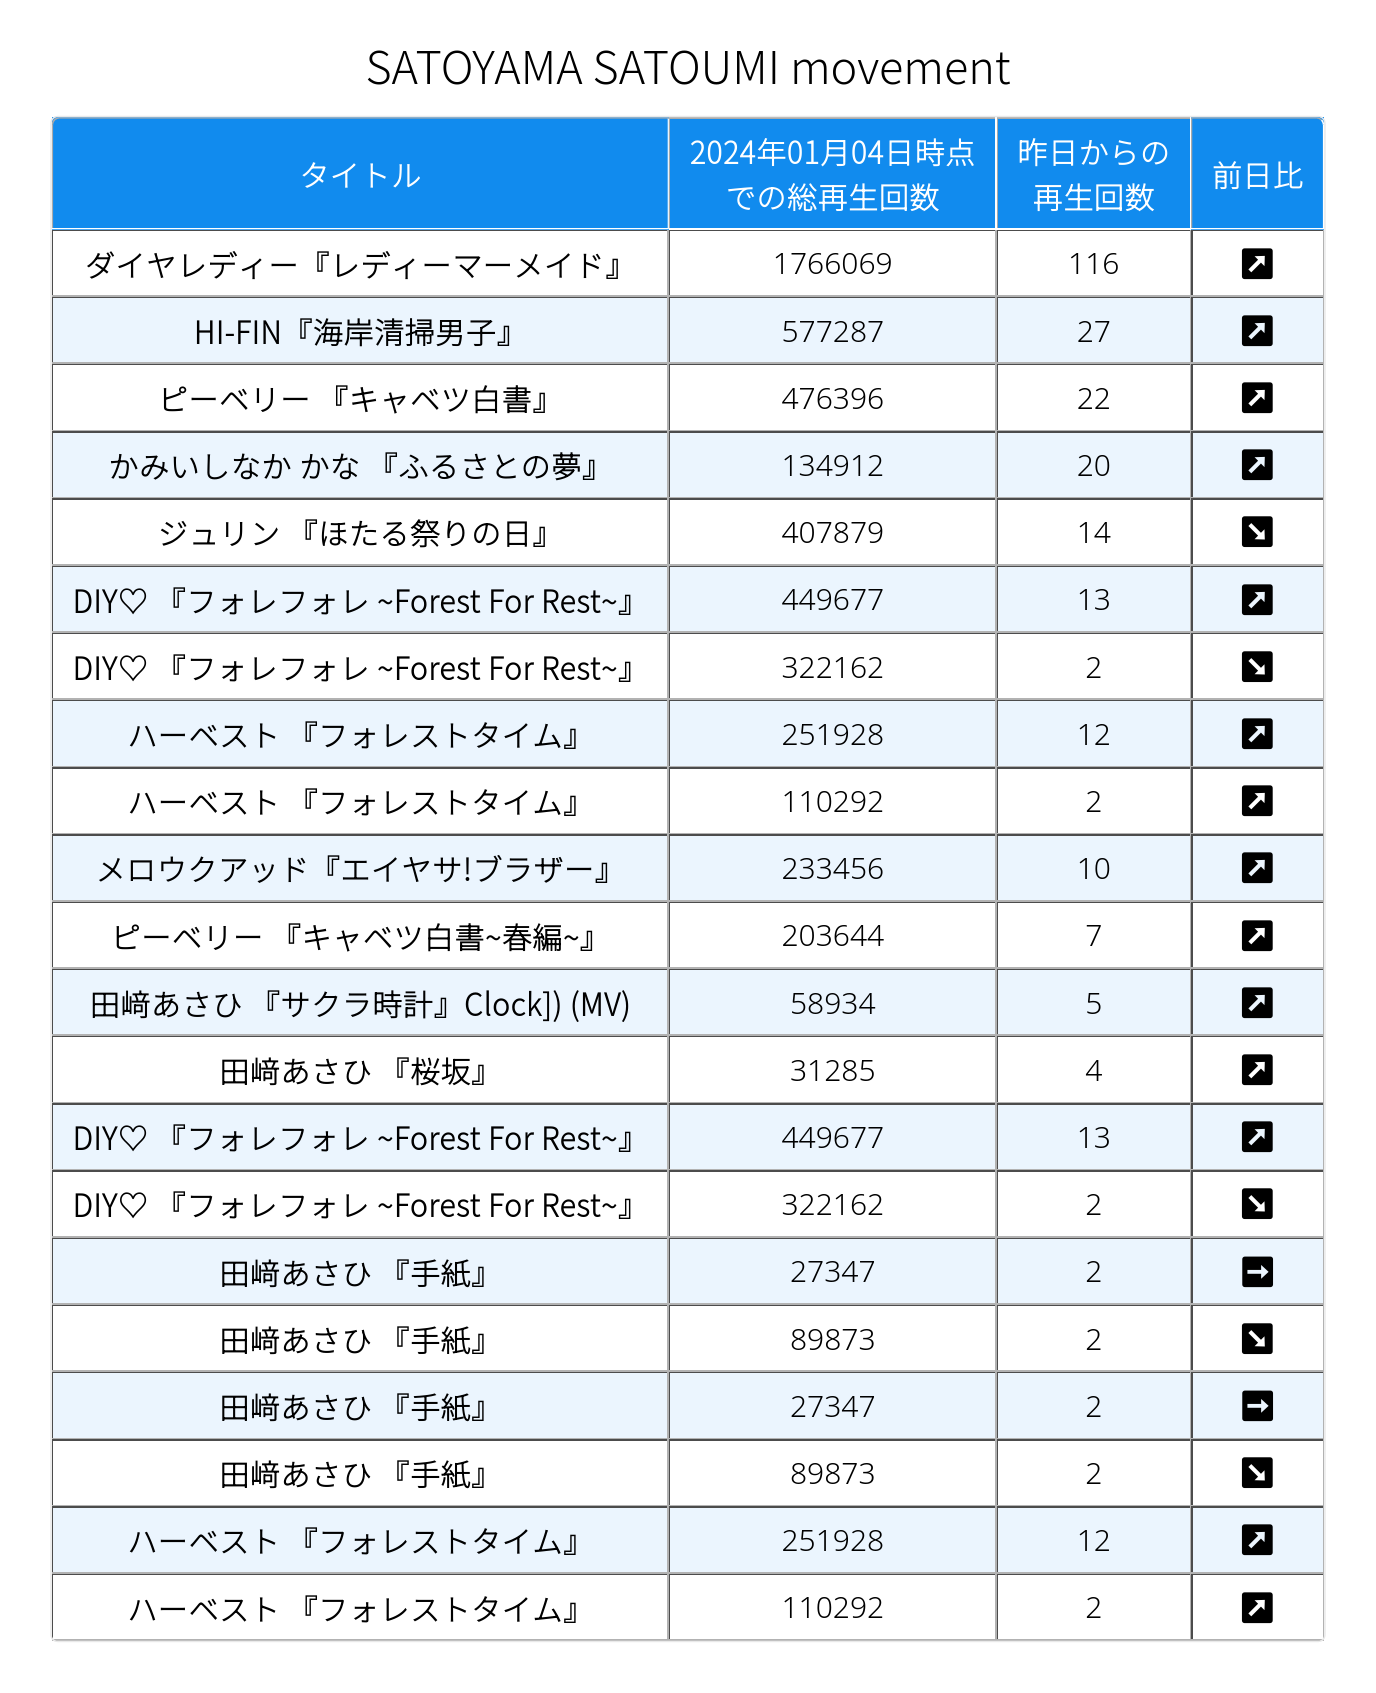 SATOYAMA SATOUMI movement
タイトル 2024年01月04日時点での総再生回数 昨日からの再生回数 前日比
ダイヤレディー『レディーマーメイド』 1766069 116
HI-FIN『海岸清掃男子』 577287 27
ピーベリー 『キャベツ白書』 476396 22
かみいしなか かな 『ふるさとの夢』 134912 20
ジュリン 『ほたる祭りの日』 407879 14
DIY♡ 『フォレフォレ ~Forest For Rest~』 449677 13
DIY♡ 『フォレフォレ ~Forest For Rest~』 322162 2
ハーベスト 『フォレストタイム』 251928 12
ハーベスト 『フォレストタイム』 110292 2
メロウクアッド『エイヤサ!ブラザー』 233456 10
ピーベリー 『キャベツ白書~春編~』 203644 7
田﨑あさひ 『サクラ時計』Clock]) (MV) 58934 5
田﨑あさひ 『桜坂』 31285 4
DIY♡ 『フォレフォレ ~Forest For Rest~』 449677 13
DIY♡ 『フォレフォレ ~Forest For Rest~』 322162 2
田﨑あさひ 『手紙』 27347 2
田﨑あさひ 『手紙』 89873 2
田﨑あさひ 『手紙』 27347 2
田﨑あさひ 『手紙』 89873 2
ハーベスト 『フォレストタイム』 251928 12
ハーベスト 『フォレストタイム』 110292 2